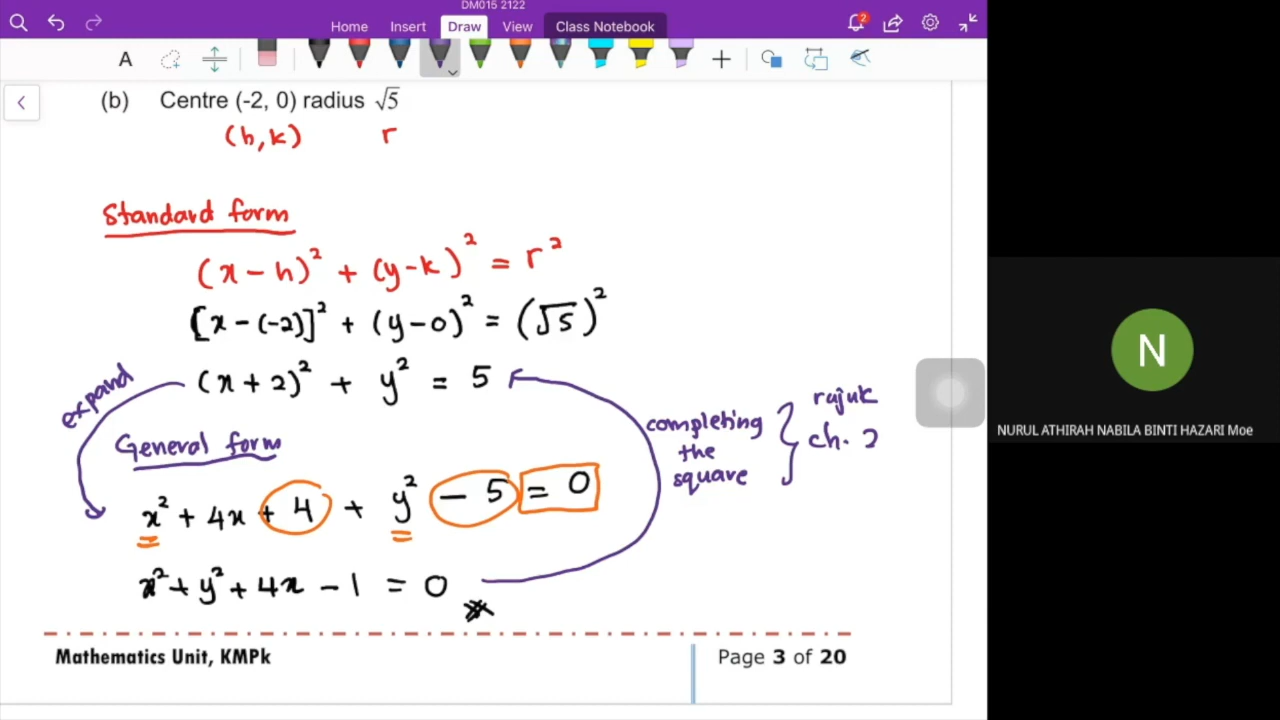 DM015 2122
Home Insert Draw View Class Notebook
2
A
(b) Centre (-2, 0) radius √5
(h, k) r
Standard form
(x - h)² + (y - k)² = r²
[x - (-2)]² + (y - 0)² = (√5)²
(x + 2)² + y² = 5
expand
General form
completing the square
rujuk ch. 2
x² + 4x + 4 + y² - 5 = 0
x² + y² + 4x - 1 = 0
Mathematics Unit, KMPk Page 3 of 20
N
NURUL ATHIRAH NABILA BINTI HAZARI Moe